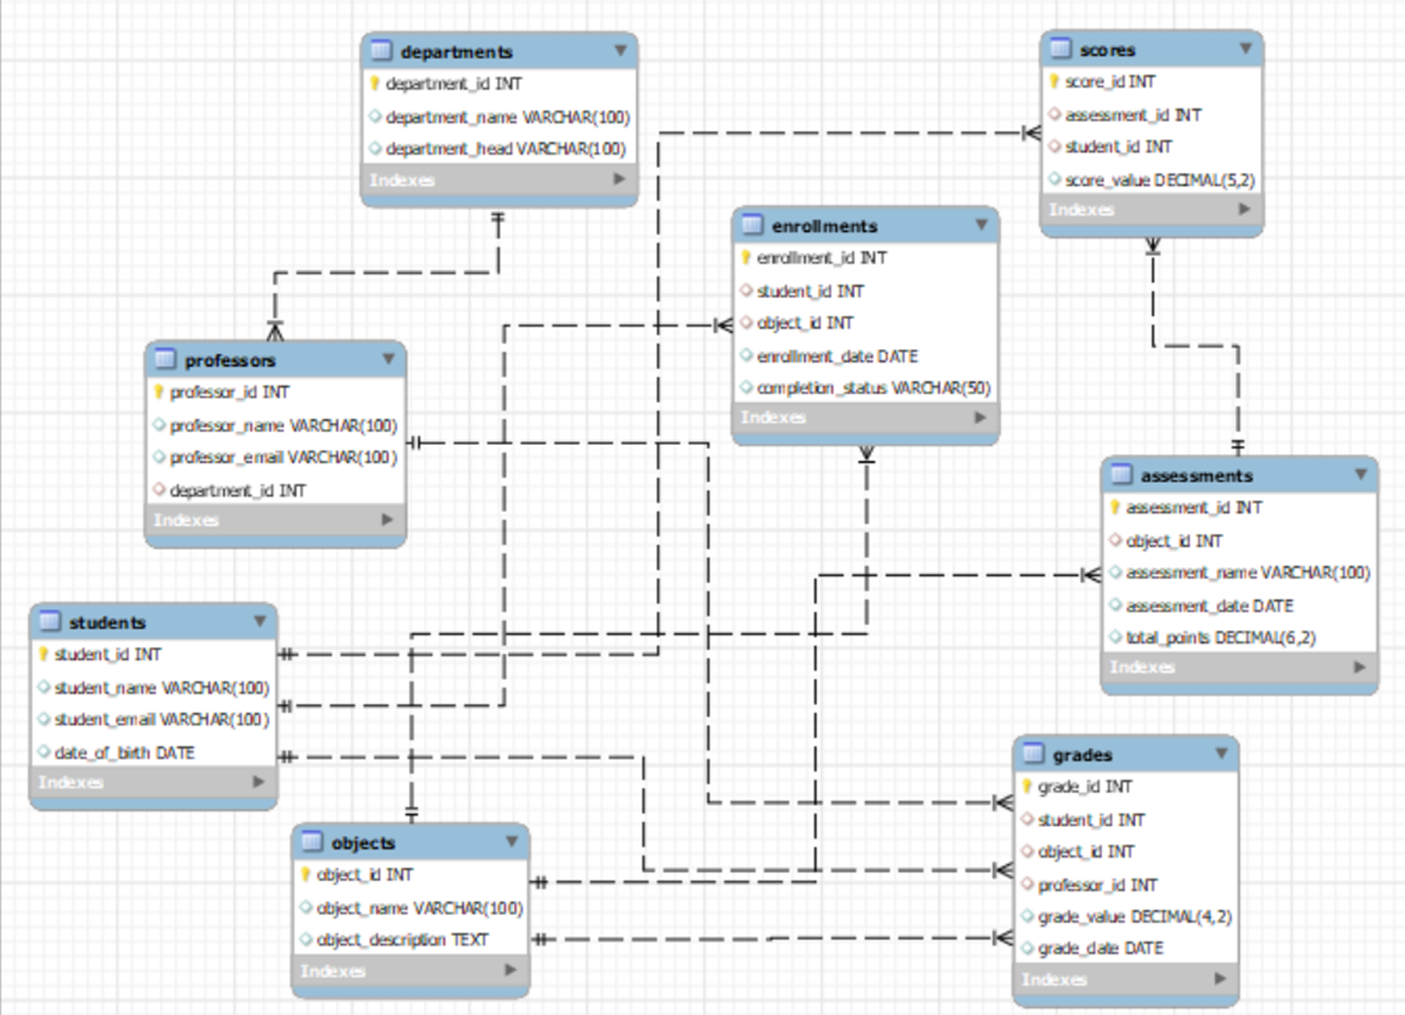 departments
department_id INT
department_name VARCHAR(100)
department_head VARCHAR(100)
Indexes
scores
score_id INT
assessment_id INT
student_id INT
score_value DECIMAL(5,2)
Indexes
enrollments
enrollment_id INT
student_id INT
object_id INT
enrollment_date DATE
completion_status VARCHAR(50)
Indexes
professors
professor_id INT
professor_name VARCHAR(100)
professor_email VARCHAR(100)
department_id INT
Indexes
assessments
assessment_id INT
object_id INT
assessment_name VARCHAR(100)
assessment_date DATE
total_points DECIMAL(6,2)
Indexes
students
student_id INT
student_name VARCHAR(100)
student_email VARCHAR(100)
date_of_birth DATE
Indexes
grades
grade_id INT
student_id INT
object_id INT
professor_id INT
grade_value DECIMAL(4,2)
grade_date DATE
Indexes
objects
object_id INT
object_name VARCHAR(100)
object_description TEXT
Indexes